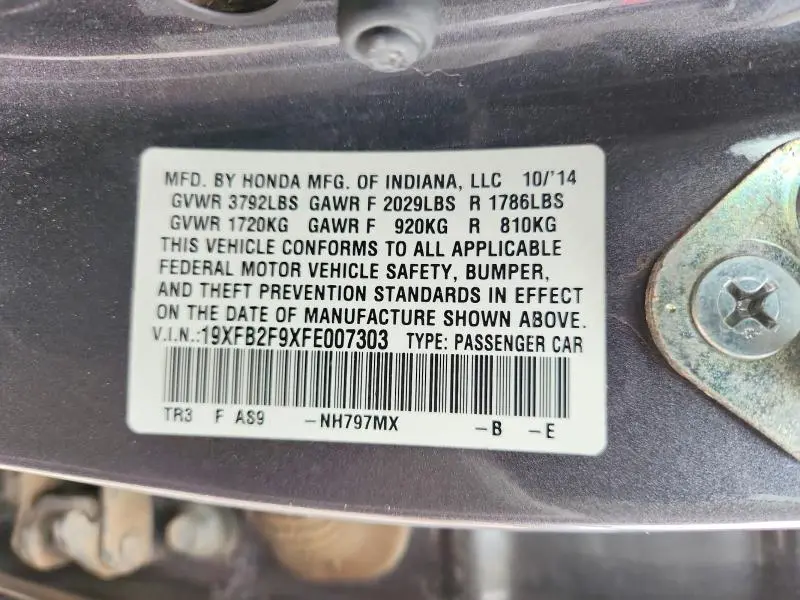 MFD. BY HONDA MFG. OF INDIANA, LLC 10/'14
GVWR 3792LBS GAWR F 2029LBS R 1786LBS
GVWR 1720KG GAWR F 920KG R 810KG
THIS VEHICLE CONFORMS TO ALL APPLICABLE
FEDERAL MOTOR VEHICLE SAFETY, BUMPER,
AND THEFT PREVENTION STANDARDS IN EFFECT
ON THE DATE OF MANUFACTURE SHOWN ABOVE.
V.I.N.:19XFB2F9XFE007303 TYPE: PASSENGER CAR
TR3 F AS9 -NH797MX -B -E